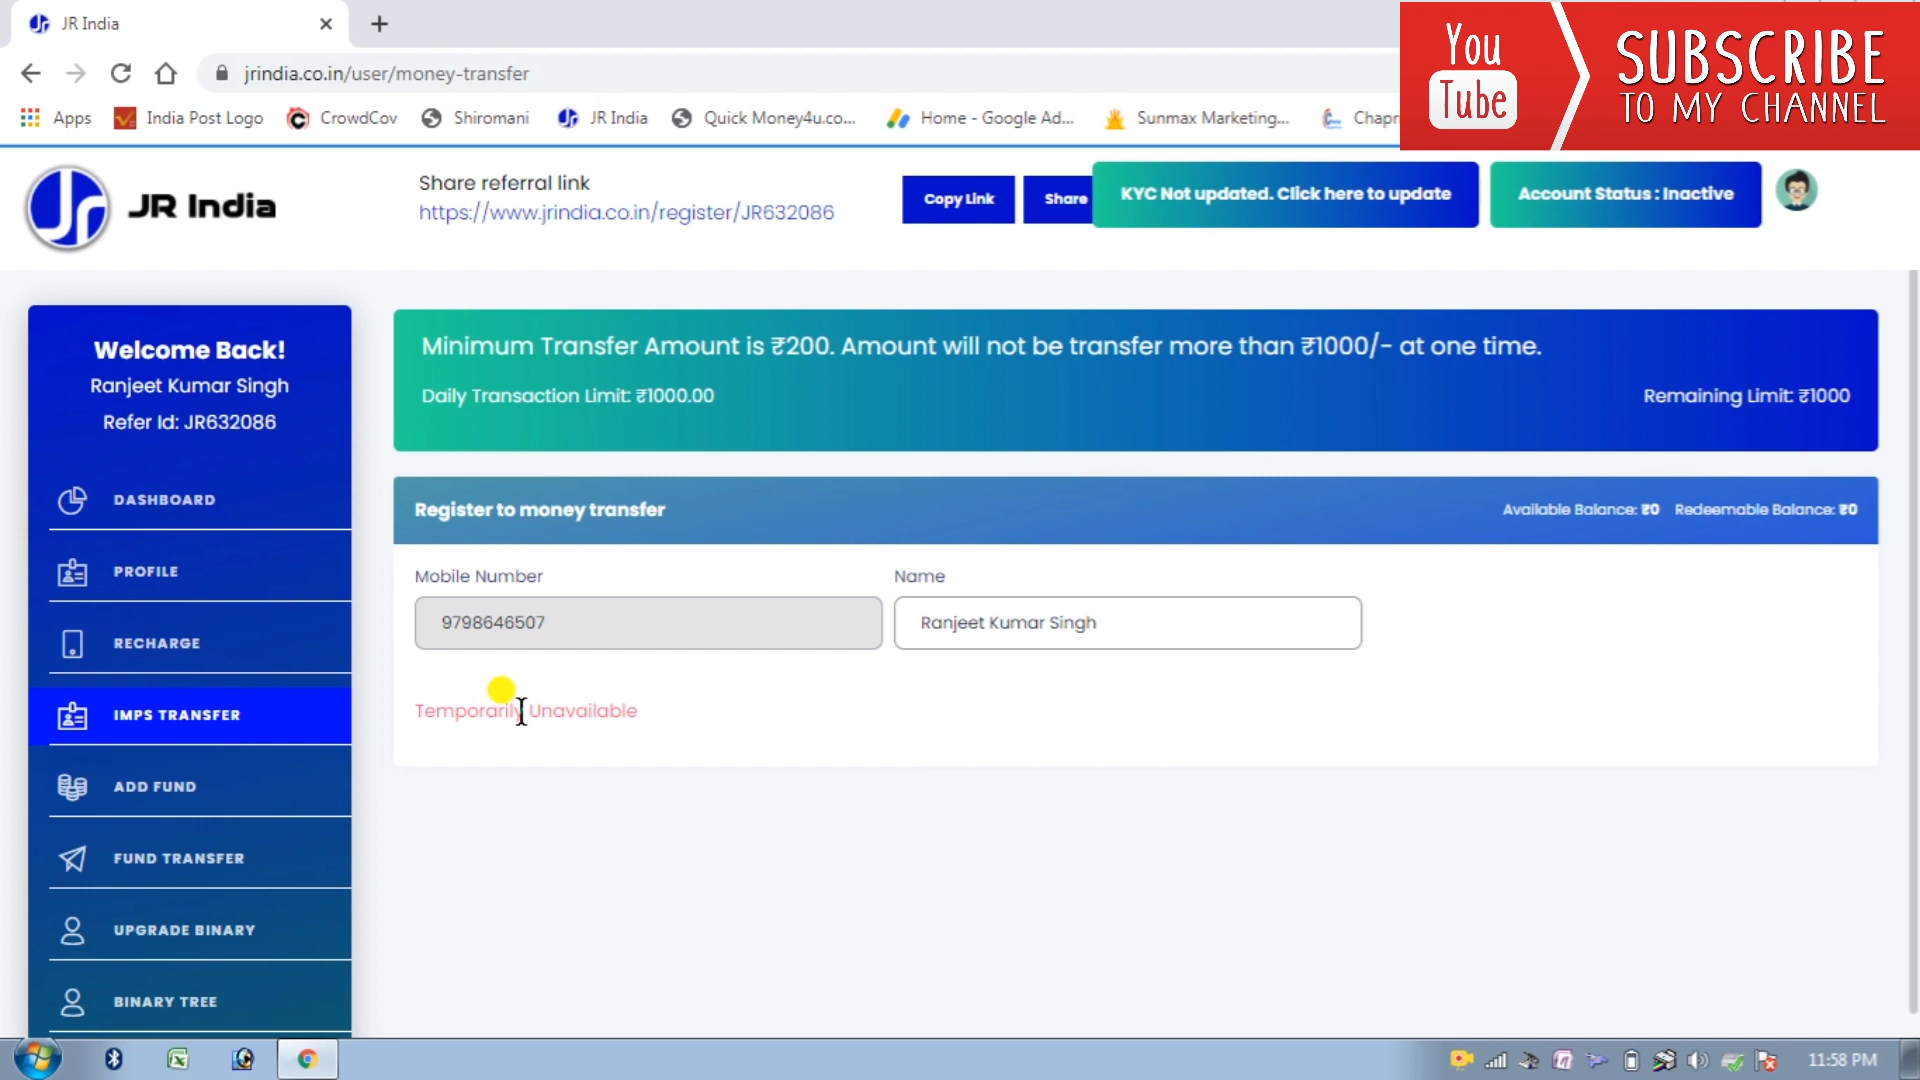 JR India
You
Tube
SUBSCRIBE
TO MY CHANNEL
jrindia.co.in/user/money-transfer
Apps
India Post Logo
CrowdCov
Shiromani
JR India
Quick Money4u.co...
Home - Google Ad...
Sunmax Marketing...
Chapr
JR India
Share referral link
https://www.jrindia.co.in/register/JR632086
Copy Link
Share
KYC Not updated. Click here to update
Account Status : Inactive
Welcome Back!
Ranjeet Kumar Singh
Refer Id: JR632086
DASHBOARD
PROFILE
RECHARGE
IMPS TRANSFER
ADD FUND
FUND TRANSFER
UPGRADE BINARY
BINARY TREE
Minimum Transfer Amount is ₹200. Amount will not be transfer more than ₹1000/- at one time.
Daily Transaction Limit: ₹1000.00
Remaining Limit: ₹1000
Register to money transfer
Available Balance: ₹0 Redeemable Balance: ₹0
Mobile Number
Name
9798646507
Ranjeet Kumar Singh
Temporarily Unavailable
11:58 PM